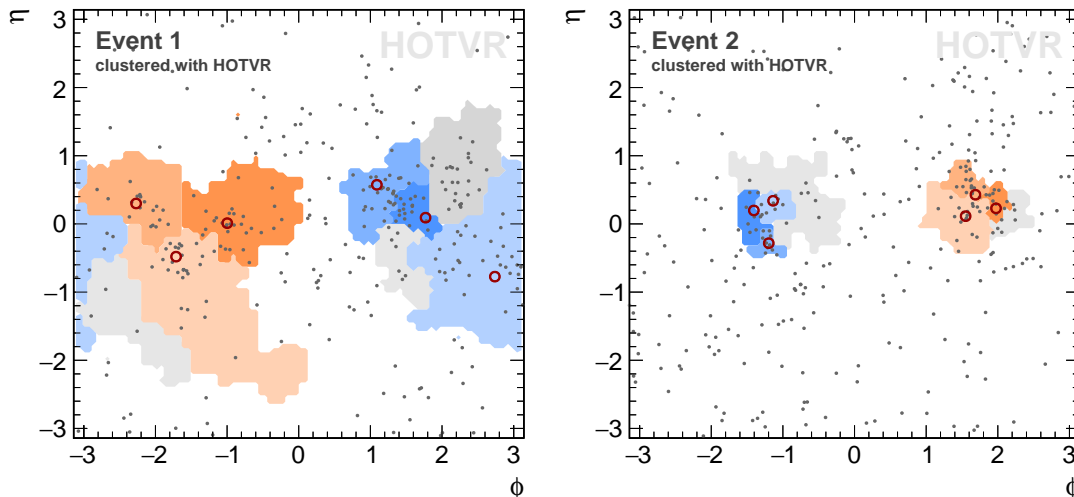 η
Event 1
HOTVR
clustered with HOTVR
3
2
1
0
−1
−2
−3
−3 −2 −1 0 1 2 3
ϕ
η
Event 2
HOTVR
clustered with HOTVR
3
2
1
0
−1
−2
−3
−3 −2 −1 0 1 2 3
ϕ